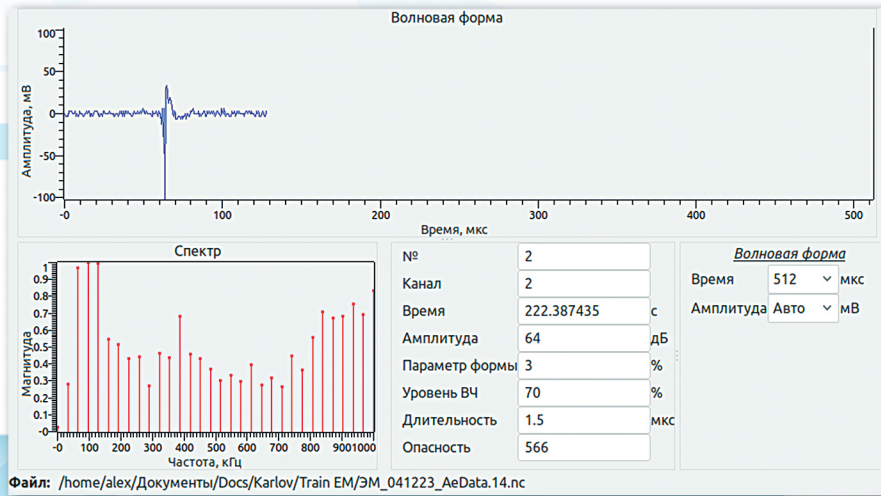 Волновая форма
100
50
0
-50
-100
Амплитуда, мВ
-0 100 200 300 400 500
Время, мкс
Спектр
1
0.9
0.8
0.7
0.6
0.5
0.4
0.3
0.2
0.1
-0
Магнитуда
-0 100 200 300 400 500 600 700 800 900 1000
Частота, кГц
№ 2
Канал 2
Время 222.387435 с
Амплитуда 64 дБ
Параметр формы 3 %
Уровень ВЧ 70 %
Длительность 1.5 мкс
Опасность 566
Волновая форма
Время 512 мкс
Амплитуда Авто мВ
Файл: /home/alex/Документы/Docs/Karlov/Train EM/ЭМ_041223_AeData.14.nc